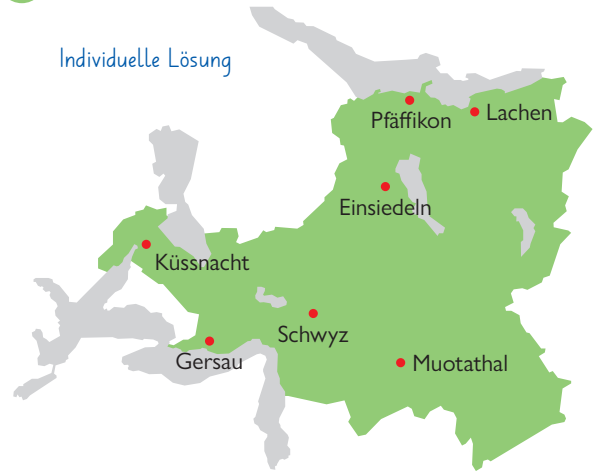 Individuelle Lösung
Pfäffikon
Lachen
Einsiedeln
Küssnacht
Schwyz
Gersau
Muotathal